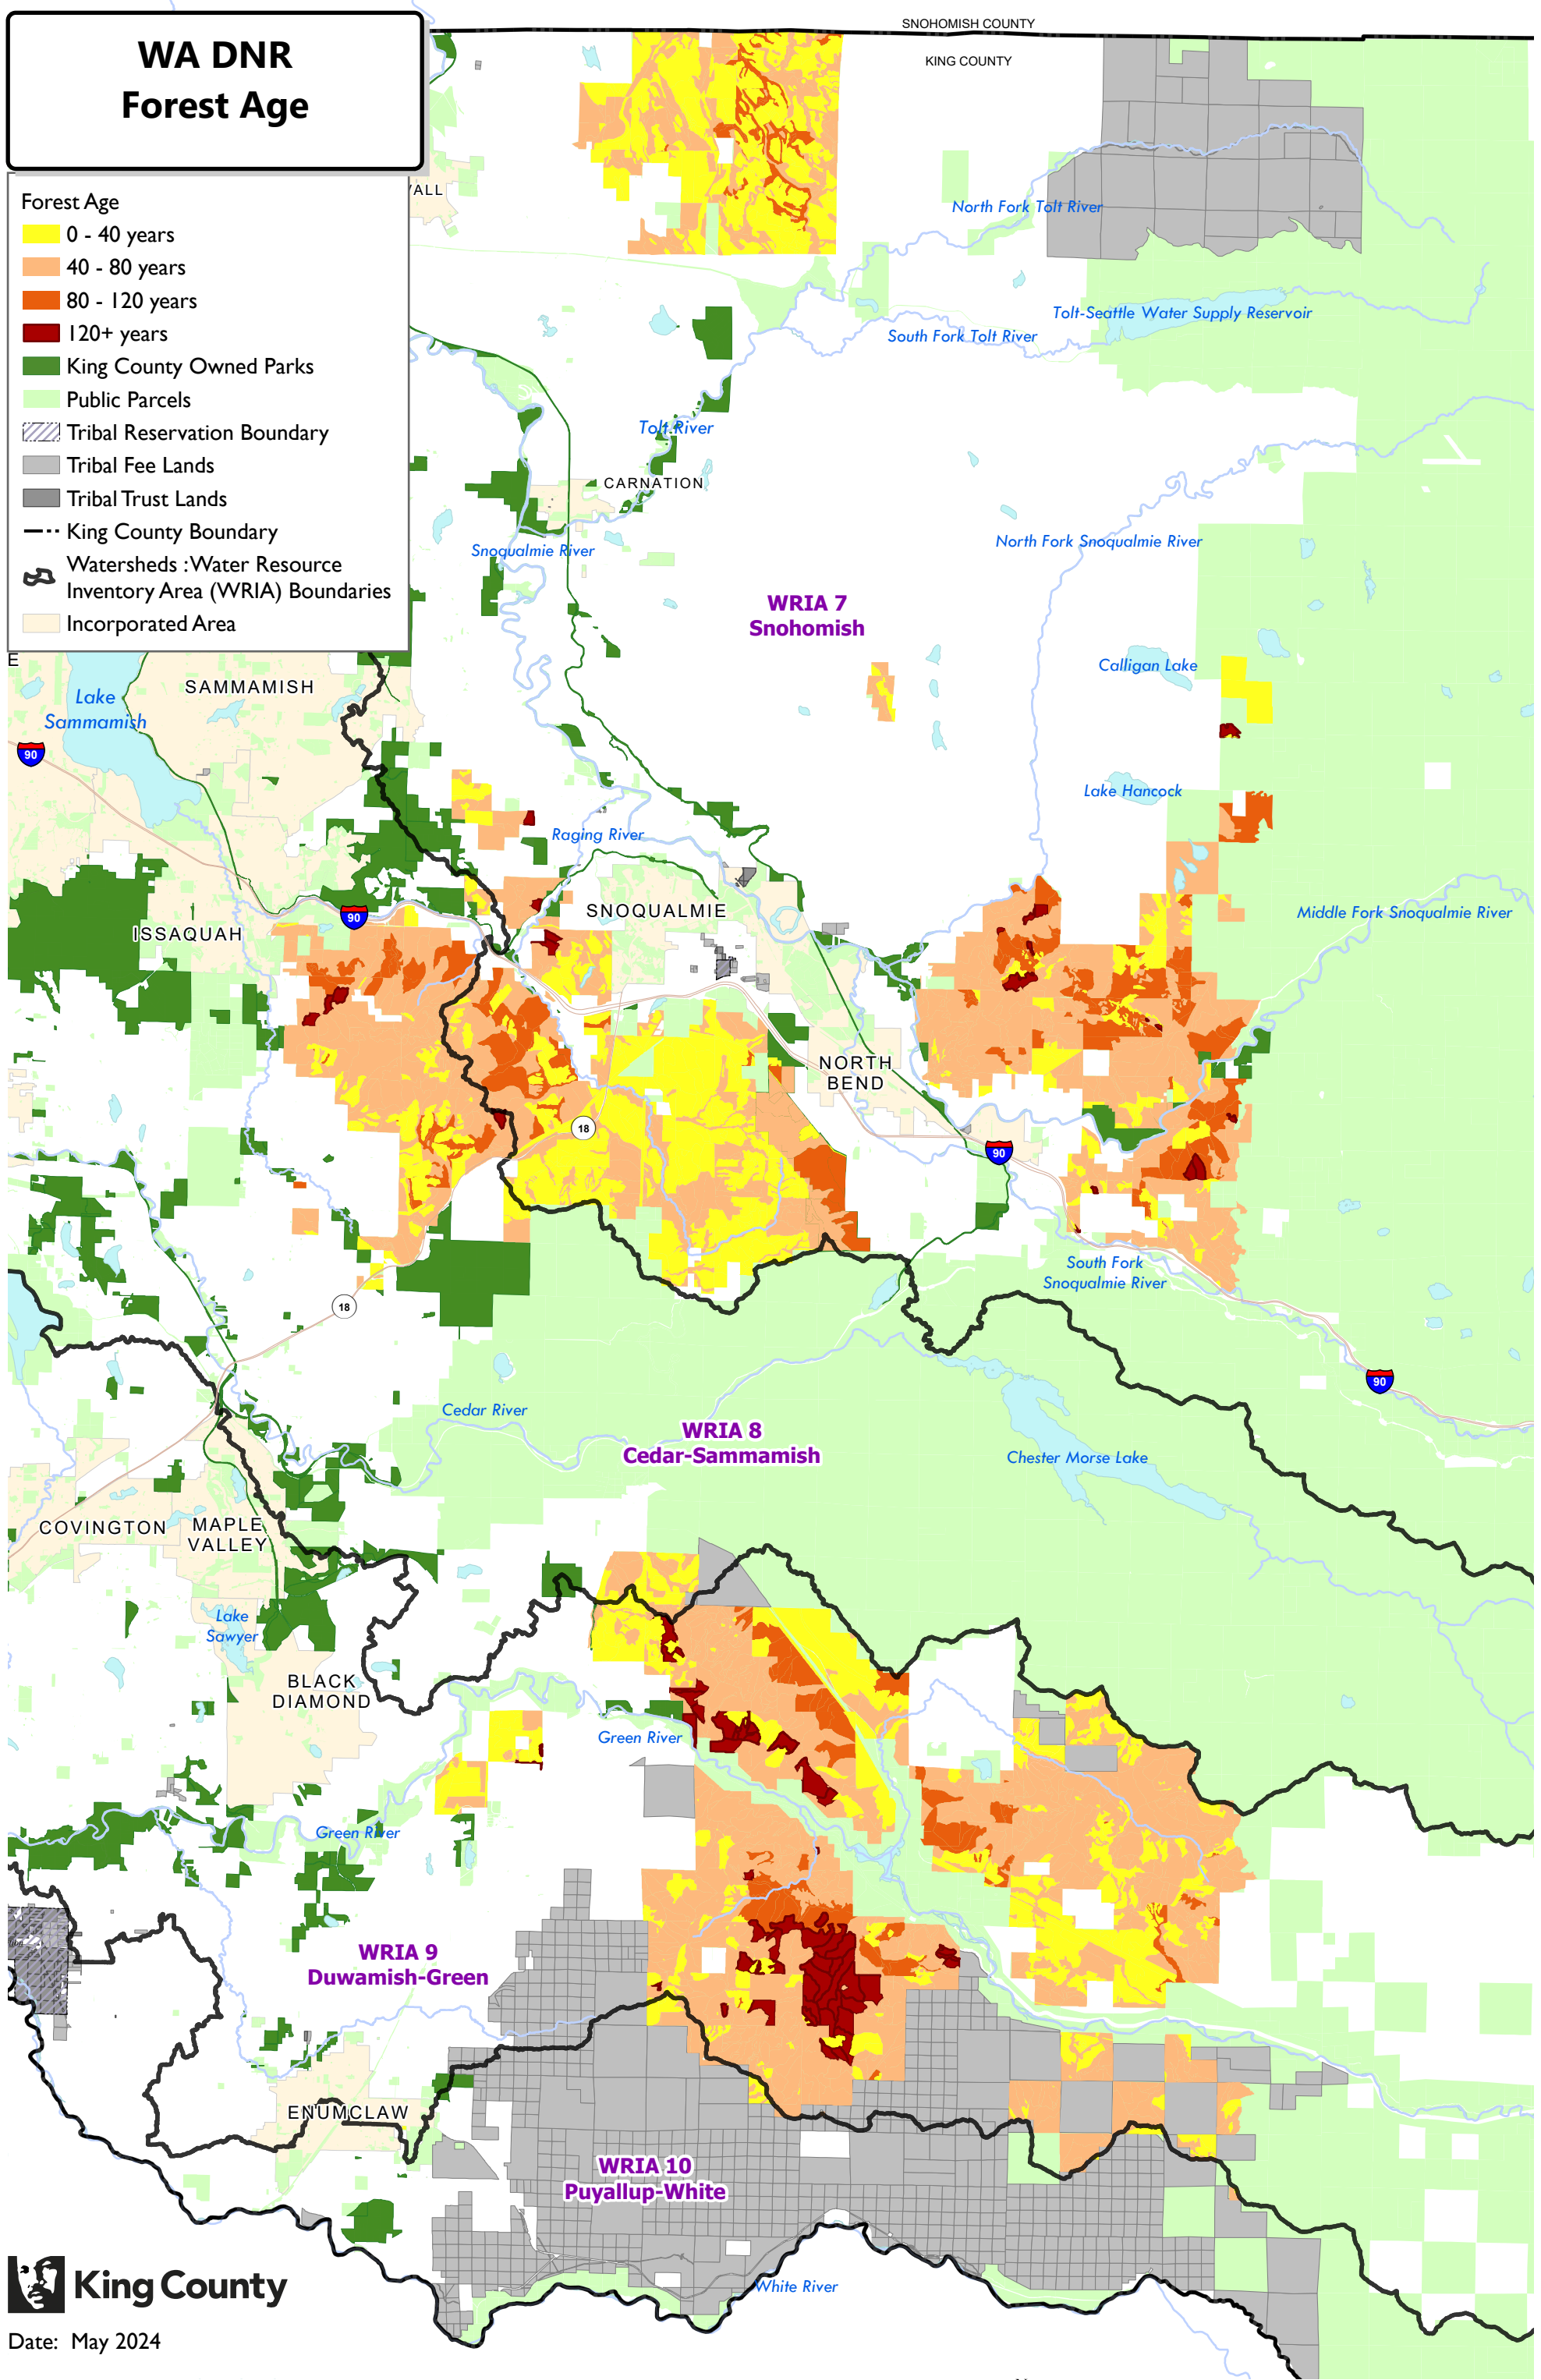 WA DNR
Forest Age
Forest Age
0 - 40 years
40 - 80 years
80 - 120 years
120+ years
King County Owned Parks
Public Parcels
Tribal Reservation Boundary
Tribal Fee Lands
Tribal Trust Lands
King County Boundary
Watersheds : Water Resource
Inventory Area (WRIA) Boundaries
Incorporated Area
SNOHOMISH COUNTY
KING COUNTY
VALL
North Fork Tolt River
Tolt-Seattle Water Supply Reservoir
South Fork Tolt River
Tolt River
CARNATION
Snoqualmie River
North Fork Snoqualmie River
WRIA 7
Snohomish
E
SAMMAMISH
Lake
Sammamish
90
Calligan Lake
Lake Hancock
Raging River
SNOQUALMIE
90
ISSAQUAH
Middle Fork Snoqualmie River
NORTH
BEND
18
90
South Fork
Snoqualmie River
18
90
Cedar River
WRIA 8
Cedar-Sammamish
Chester Morse Lake
COVINGTON
MAPLE
VALLEY
Lake
Sawyer
BLACK
DIAMOND
Green River
Green River
WRIA 9
Duwamish-Green
ENUMCLAW
WRIA 10
Puyallup-White
White River
King County
Date: May 2024